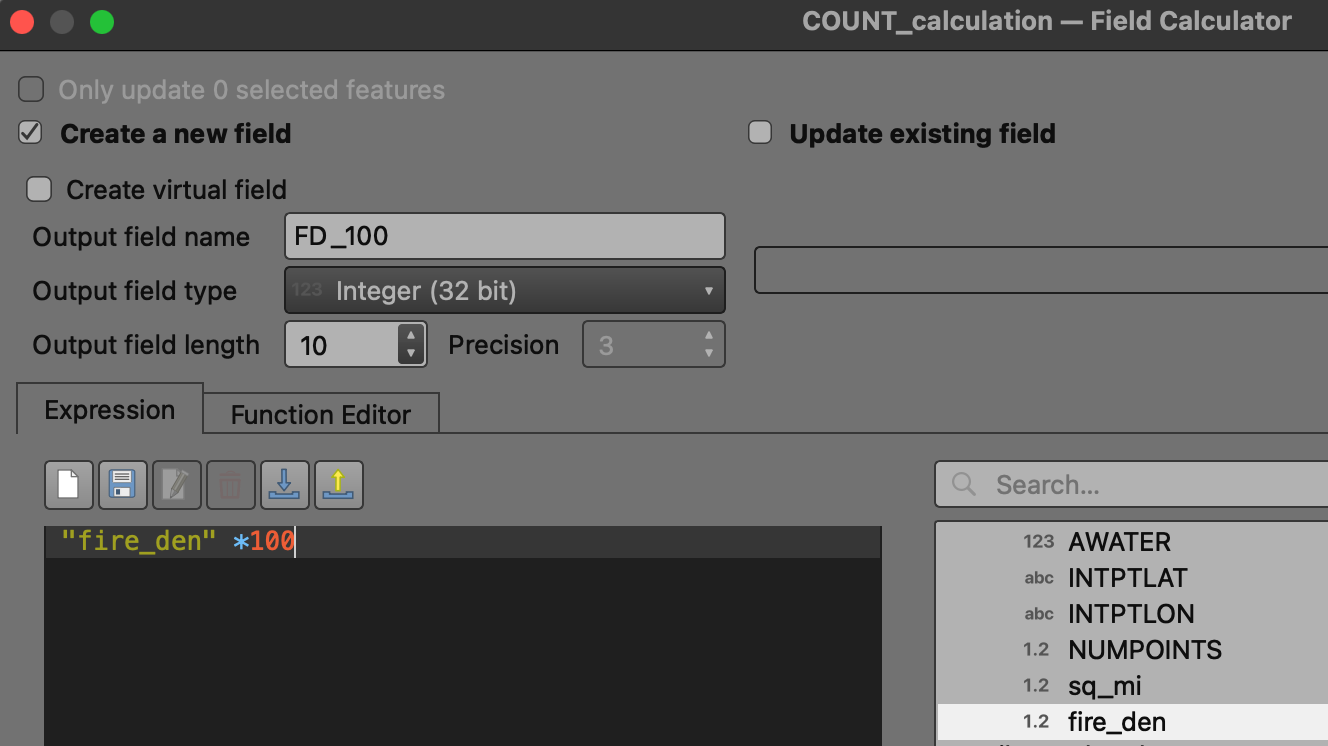 COUNT_calculation — Field Calculator
Only update 0 selected features
Create a new field
Update existing field
Create virtual field
Output field name FD_100
Output field type 123 Integer (32 bit)
Output field length 10 Precision 3
Expression Function Editor
Search…
"fire_den" *100
123 AWATER
abc INTPTLAT
abc INTPTLON
1.2 NUMPOINTS
1.2 sq_mi
1.2 fire_den